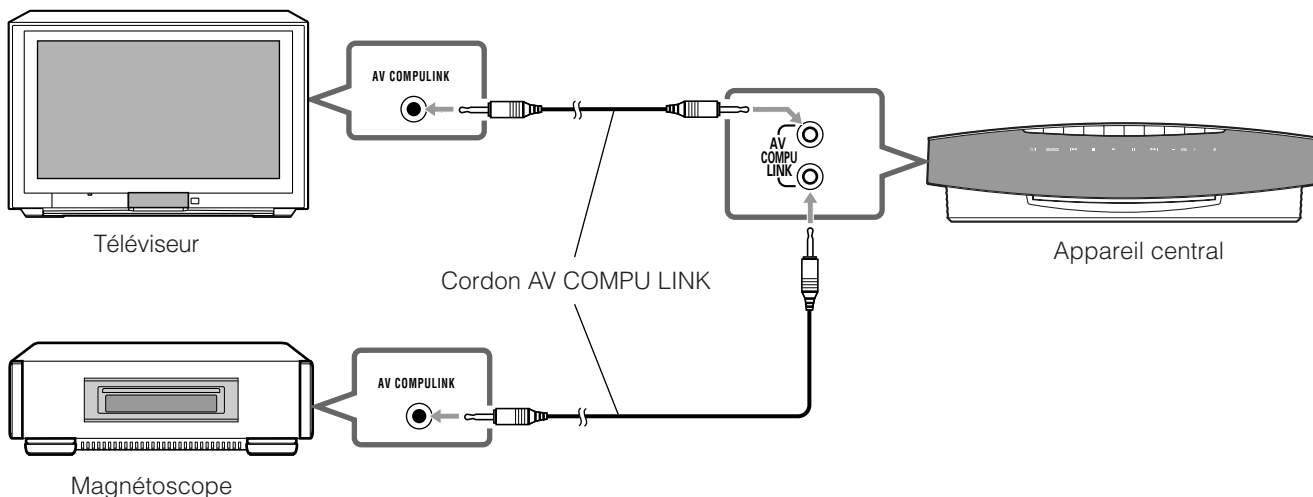 AV COMPULINK
AV
COMPU
LINK
Téléviseur
Appareil central
Cordon AV COMPU LINK
AV COMPULINK
Magnétoscope